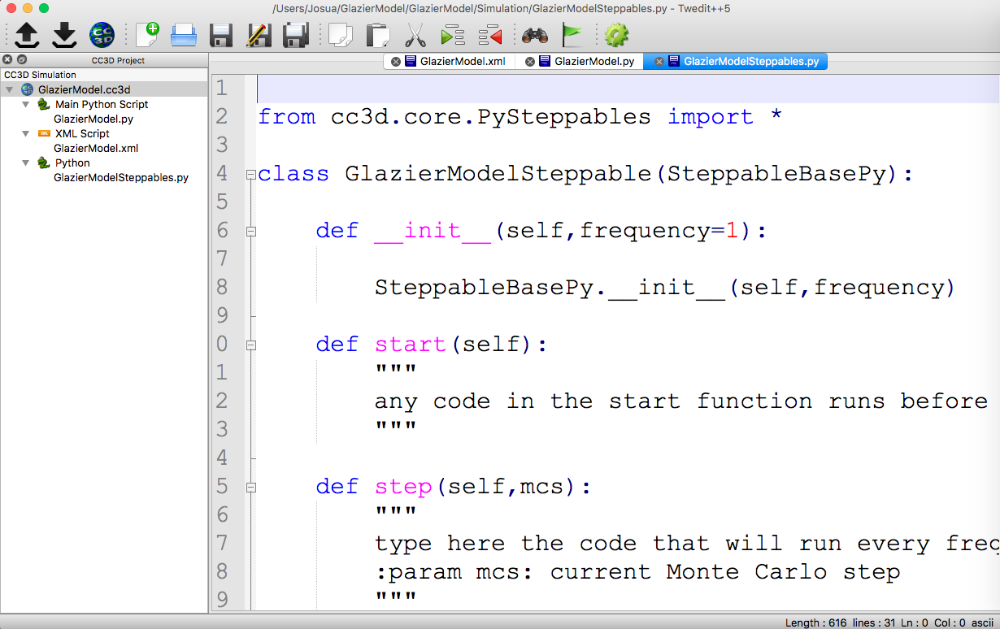 /Users/Josua/GlazierModel/GlazierModel/Simulation/GlazierModelSteppables.py - Twedit++5
CC3D
CC3D Project
GlazierModel.xml
GlazierModel.py
GlazierModelSteppables.py
CC3D Simulation
GlazierModel.cc3d
Main Python Script
GlazierModel.py
XML Script
GlazierModel.xml
Python
GlazierModelSteppables.py
1
2 from cc3d.core.PySteppables import *
3
4 class GlazierModelSteppable(SteppableBasePy):
5
6 def __init__(self,frequency=1):
7
8 SteppableBasePy.__init__(self,frequency)
9
0 def start(self):
1 """
2 any code in the start function runs before
3 """
4
5 def step(self,mcs):
6 """
7 type here the code that will run every freq
8 :param mcs: current Monte Carlo step
9 """
Length : 616 lines : 31 Ln : 0 Col : 0 ascii